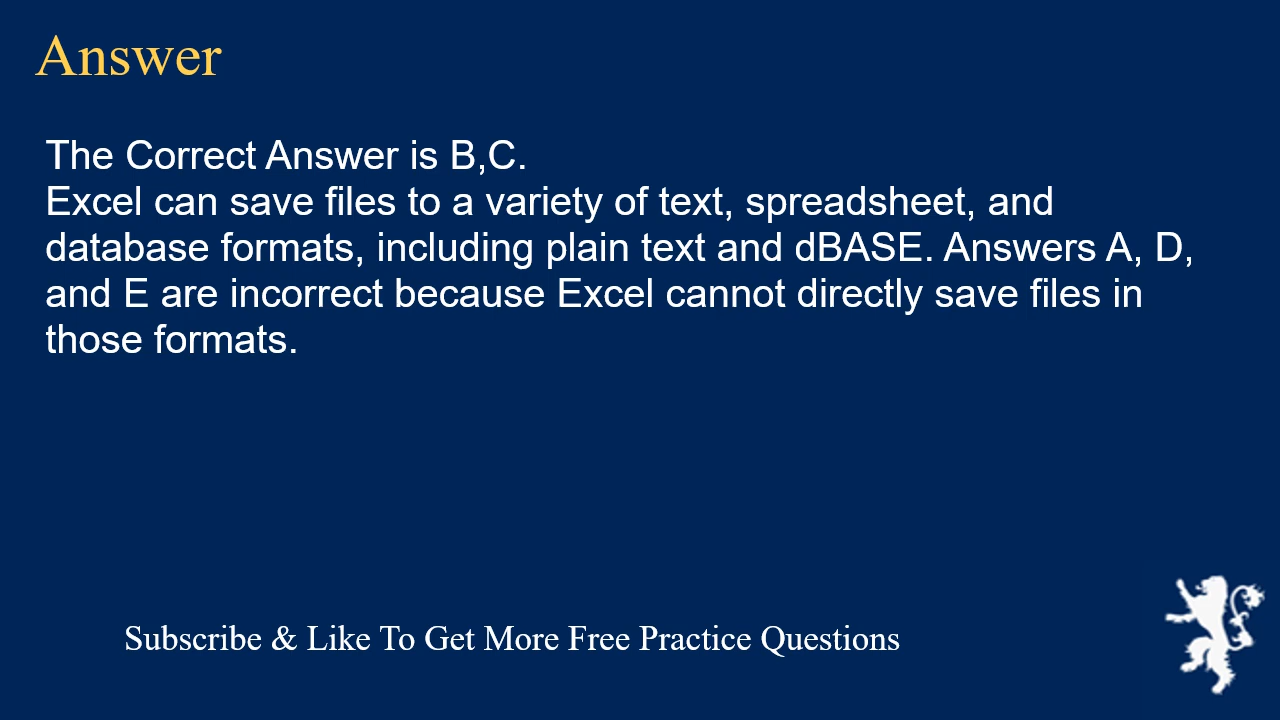 Answer
The Correct Answer is B,C.
Excel can save files to a variety of text, spreadsheet, and
database formats, including plain text and dBASE. Answers A, D,
and E are incorrect because Excel cannot directly save files in
those formats.
Subscribe & Like To Get More Free Practice Questions